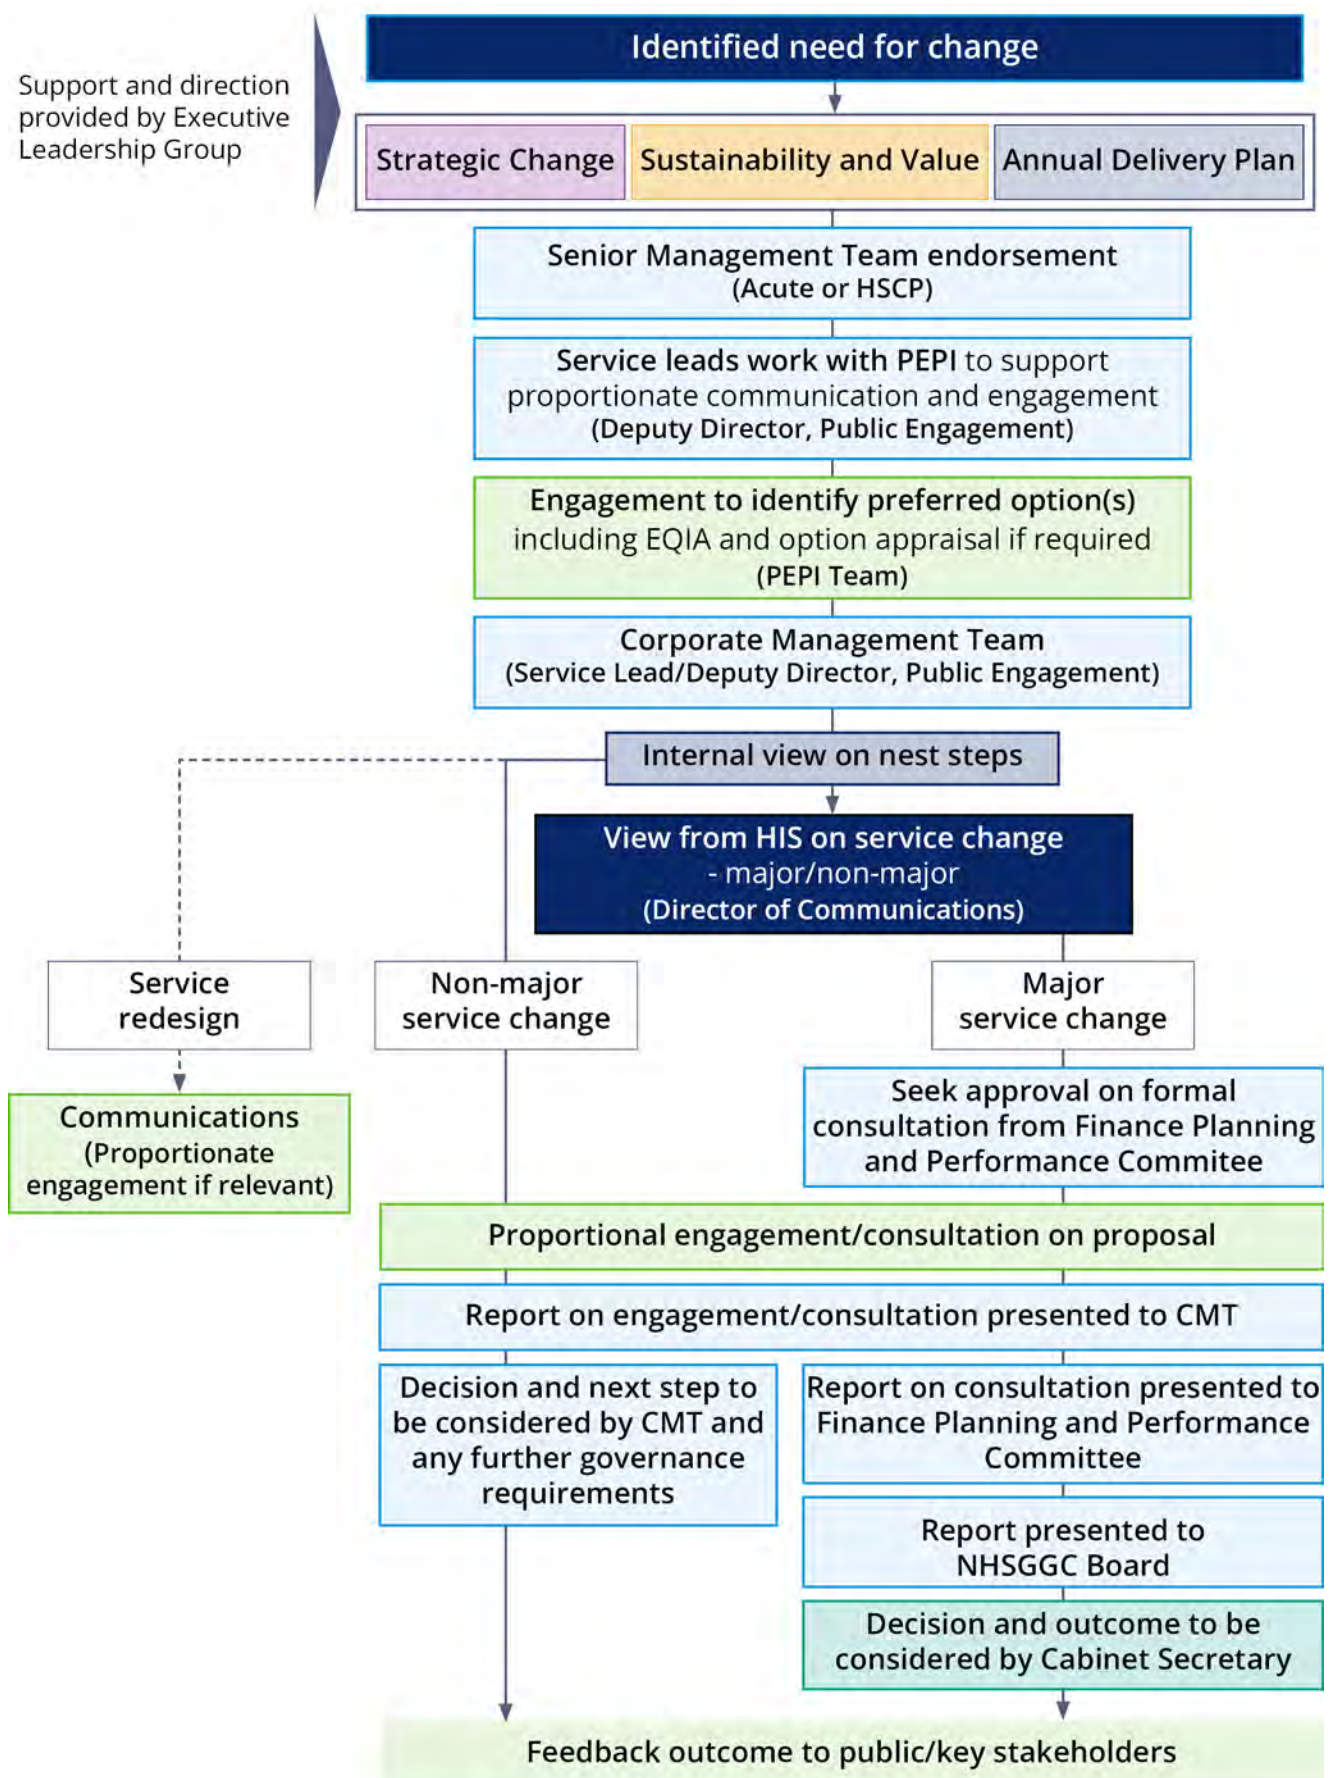 Identified need for change
Support and direction
provided by Executive
Leadership Group
Strategic Change
Sustainability and Value
Annual Delivery Plan
Senior Management Team endorsement
(Acute or HSCP)
Service leads work with PEPI to support
proportionate communication and engagement
(Deputy Director, Public Engagement)
Engagement to identify preferred option(s)
including EQIA and option appraisal if required
(PEPI Team)
Corporate Management Team
(Service Lead/Deputy Director, Public Engagement)
Internal view on nest steps
View from HIS on service change
- major/non-major
(Director of Communications)
Service
redesign
Non-major
service change
Major
service change
Communications
(Proportionate
engagement if relevant)
Seek approval on formal
consultation from Finance Planning
and Performance Commitee
Proportional engagement/consultation on proposal
Report on engagement/consultation presented to CMT
Decision and next step to
be considered by CMT and
any further governance
requirements
Report on consultation presented to
Finance Planning and Performance
Committee
Report presented to
NHSGGC Board
Decision and outcome to be
considered by Cabinet Secretary
Feedback outcome to public/key stakeholders